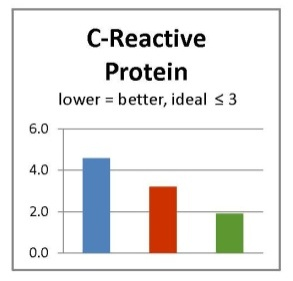 C-Reactive
Protein
lower = better, ideal ≤ 3
6.0
4.0
2.0
0.0